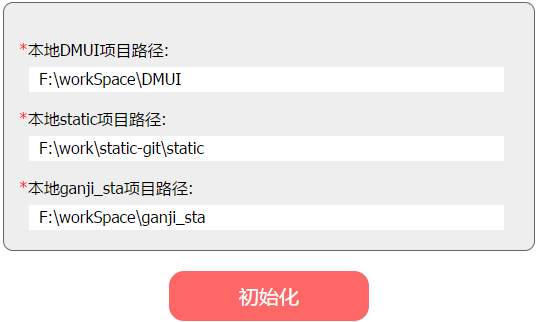 *本地DMUI项目路径:
F:\workSpace\DMUI
*本地static项目路径:
F:\work\static-git\static
*本地ganji_sta项目路径:
F:\workSpace\ganji_sta
初始化